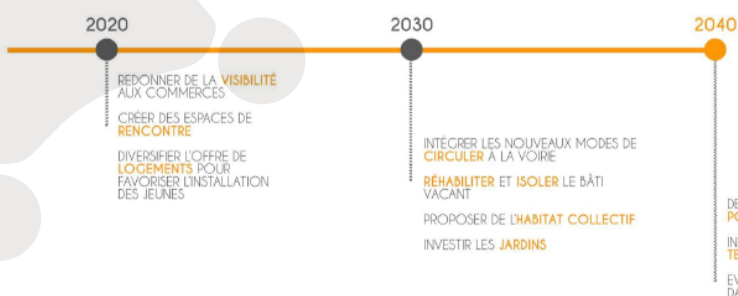 2020
REDONNER DE LA VISIBILITÉ
AUX COMMERCES
CRÉER DES ESPACES DE
RENCONTRE
DIVERSIFIER L'OFFRE DE
LOGEMENTS POUR
FAVORISER L'INSTALLATION
DES JEUNES
2030
INTÉGRER LES NOUVEAUX MODES DE
CIRCULER À LA VOIRIE
RÉHABILITER ET ISOLER LE BÂTI
VACANT
PROPOSER DE L'HABITAT COLLECTIF
INVESTIR LES JARDINS
2040